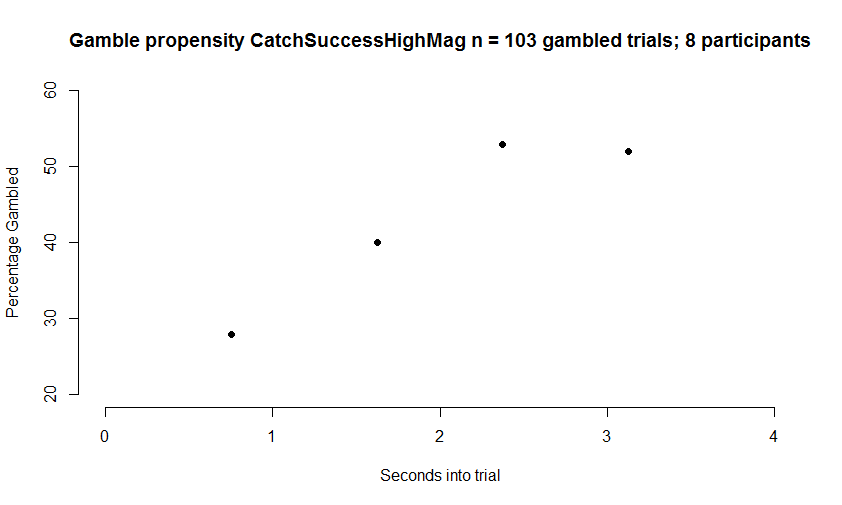 Gamble propensity CatchSuccessHighMag n = 103 gambled trials; 8 participants
Percentage Gambled
60
50
40
30
20
0 1 2 3 4
Seconds into trial